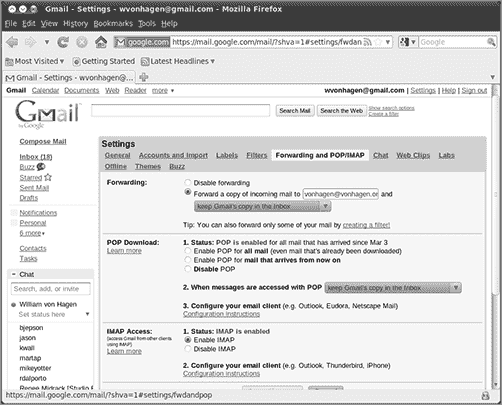 Gmail - Settings - wvonhagen@gmail.com - Mozilla Firefox
File Edit View History Bookmarks Tools Help
google.com https://mail.google.com/mail/?shva=1#settings/fwdan Google
Most Visited Getting Started Latest Headlines
Gmail - Settings - wvonhagen@...
Gmail Calendar Documents Web Reader more wvonhagen@gmail.com | Settings | Help | Sign out
Gmail by Google
Search Mail Search the Web Show search options Create a filter
Compose Mail
Inbox (18)
Buzz
Starred
Sent Mail
Drafts
Notifications
Personal
6 more
Contacts
Tasks
Chat
Search, add, or invite
William von Hagen
Set status here
bjepson
jason
kwall
martap
mikeyotter
rdalporto
Settings
General Accounts and Import Labels Filters Forwarding and POP/IMAP Chat Web Clips Labs
Offline Themes Buzz
Forwarding:
Disable forwarding
Forward a copy of incoming mail to vonhagen@vonhagen.or and
keep Gmail's copy in the Inbox
Tip: You can also forward only some of your mail by creating a filter!
POP Download:
Learn more
1. Status: POP is enabled for all mail that has arrived since Mar 3
Enable POP for all mail (even mail that's already been downloaded)
Enable POP for mail that arrives from now on
Disable POP
2. When messages are accessed with POP keep Gmail's copy in the Inbox
3. Configure your email client (e.g. Outlook, Eudora, Netscape Mail)
Configuration instructions
IMAP Access:
(access Gmail from other clients using IMAP)
Learn more
1. Status: IMAP is enabled
Enable IMAP
Disable IMAP
2. Configure your email client (e.g. Outlook, Thunderbird, iPhone)
Configuration instructions
https://mail.google.com/mail/?shva=1#settings/fwdandpop